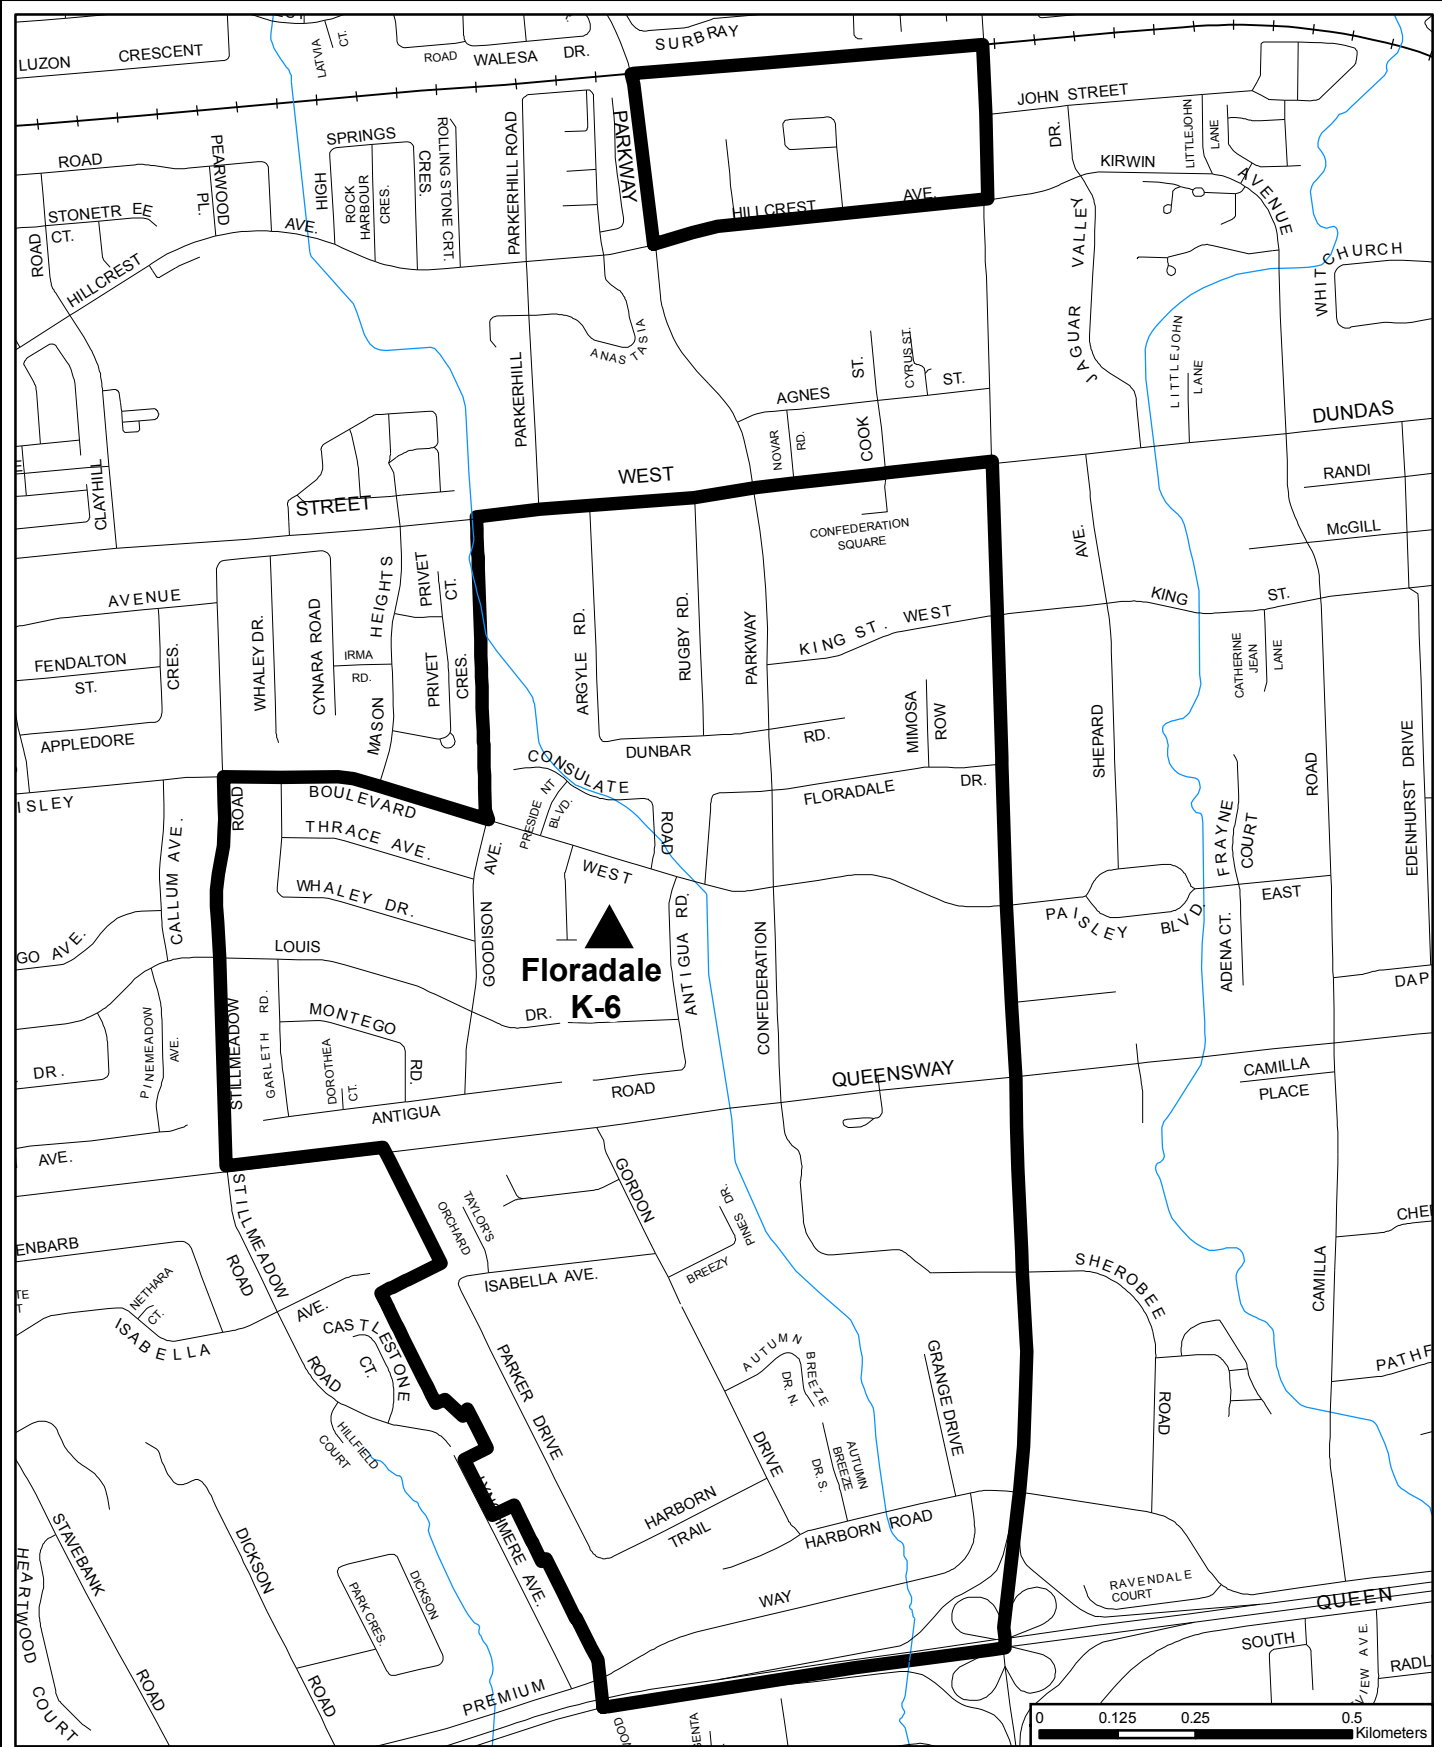 LUZON
CRESCENT
LATVIA
CT.
ROAD
WALESA
DR.
SURBRAY
JOHN STREET
ROAD
PEARWOOD
PL.
SPRINGS
HIGH
ROCK
HARBOUR
CRES.
CRES.
ROLLING STONE CRT.
PARKERHILL ROAD
PARKWAY
HILLCREST
AVE.
DR.
KIRWIN
LITTLEJOHN
LANE
AVENUE
STONETREE
CT.
ROAD
HILLCREST
AVE.
ANASTASIA
PARKERHILL
JAGUAR VALLEY
WHITCHURCH
LITTLEJOHN
LANE
AGNES
ST.
CYRUS ST.
ST.
NOVAR
RD.
COOK
DUNDAS
WEST
STREET
CLAYHILL
RANDI
McGILL
CONFEDERATION
SQUARE
AVE.
AVENUE
FENDALTON
ST.
CRES.
APPLEDORE
WHALEY DR.
CYNARA ROAD
IRMA
RD.
HEIGHTS
MASON
PRIVET
CT.
PRIVET
CRES.
ARGYLE RD.
RUGBY RD.
PARKWAY
KING ST. WEST
KING
ST.
CATHERINE
JEAN
LANE
DUNBAR
RD.
MIMOSA
ROW
SHEPARD
ROAD
EDENHURST DRIVE
ISLEY
ROAD
BOULEVARD
CONSULATE
PRESIDENT
BLVD.
ROAD
FLORADALE
DR.
FRAYNE
COURT
CALLUM AVE.
THRACE AVE.
AVE.
WEST
WHALEY DR.
PAISLEY
BLVD.
EAST
GO AVE.
LOUIS
GOODISON
Floradale
K-6
ANTIGUA RD.
CONFEDERATION
ADENA CT.
DAP
PINEMEADOW
AVE.
STILLMEADOW
GARLETH RD.
MONTEGO
RD.
DR.
DR.
DOROTHEA
CT.
ANTIGUA
ROAD
QUEENSWAY
CAMILLA
PLACE
AVE.
STILLMEADOW
ROAD
GORDON
TAYLOR'S
ORCHARD
PINES DR.
BREEZY
ENBARB
NETHARA
CT.
ISABELLA
AVE.
ISABELLA AVE.
CHE
SHEROBEE
CAMILLA
CASTLESTONE
CT.
ROAD
PARKER
DRIVE
AUTUMN BREEZE
DR. N.
GRANGE DRIVE
PATHF
ROAD
HILLFIELD
COURT
DRIVE
AUTUMN
BREEZE
DR. S.
STAVEBANK
ROAD
DICKSON
ROAD
HARBORN
TRAIL
HARBORN ROAD
HEARTWOOD COURT
PARK CRES.
DICKSON
AVE.
WAY
RAVENDALE
COURT
QUEEN
SOUTH
RADL
PREMIUM
0
0.125
0.25
0.5
Kilometers